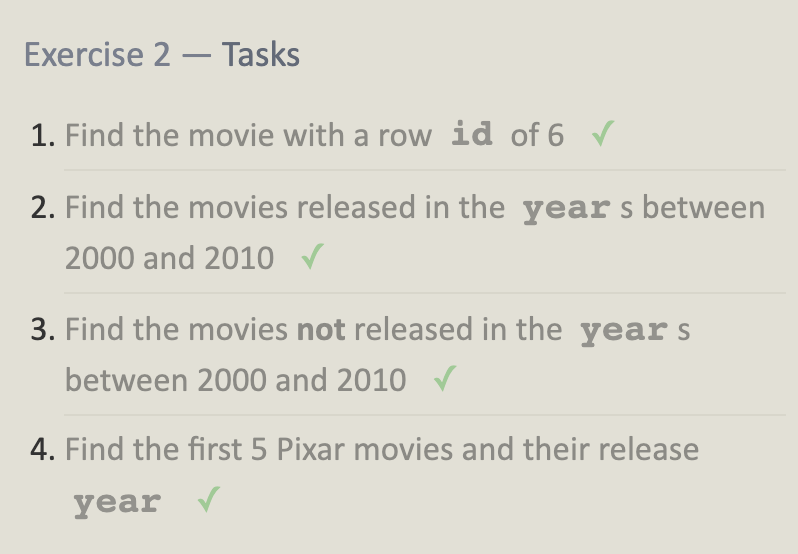 Exercise 2 — Tasks
1. Find the movie with a row id of 6 ✓
2. Find the movies released in the year s between
2000 and 2010 ✓
3. Find the movies not released in the year s
between 2000 and 2010 ✓
4. Find the first 5 Pixar movies and their release
year ✓